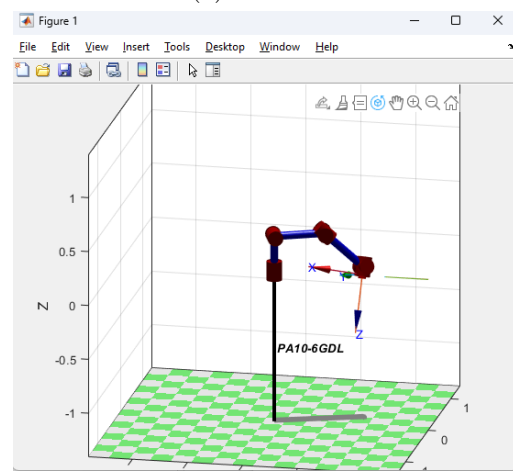 Figure 1
File Edit View Insert Tools Desktop Window Help
1
0.5
0
-0.5
-1
Z
X
Y
Z
PA10-6GDL
1
0